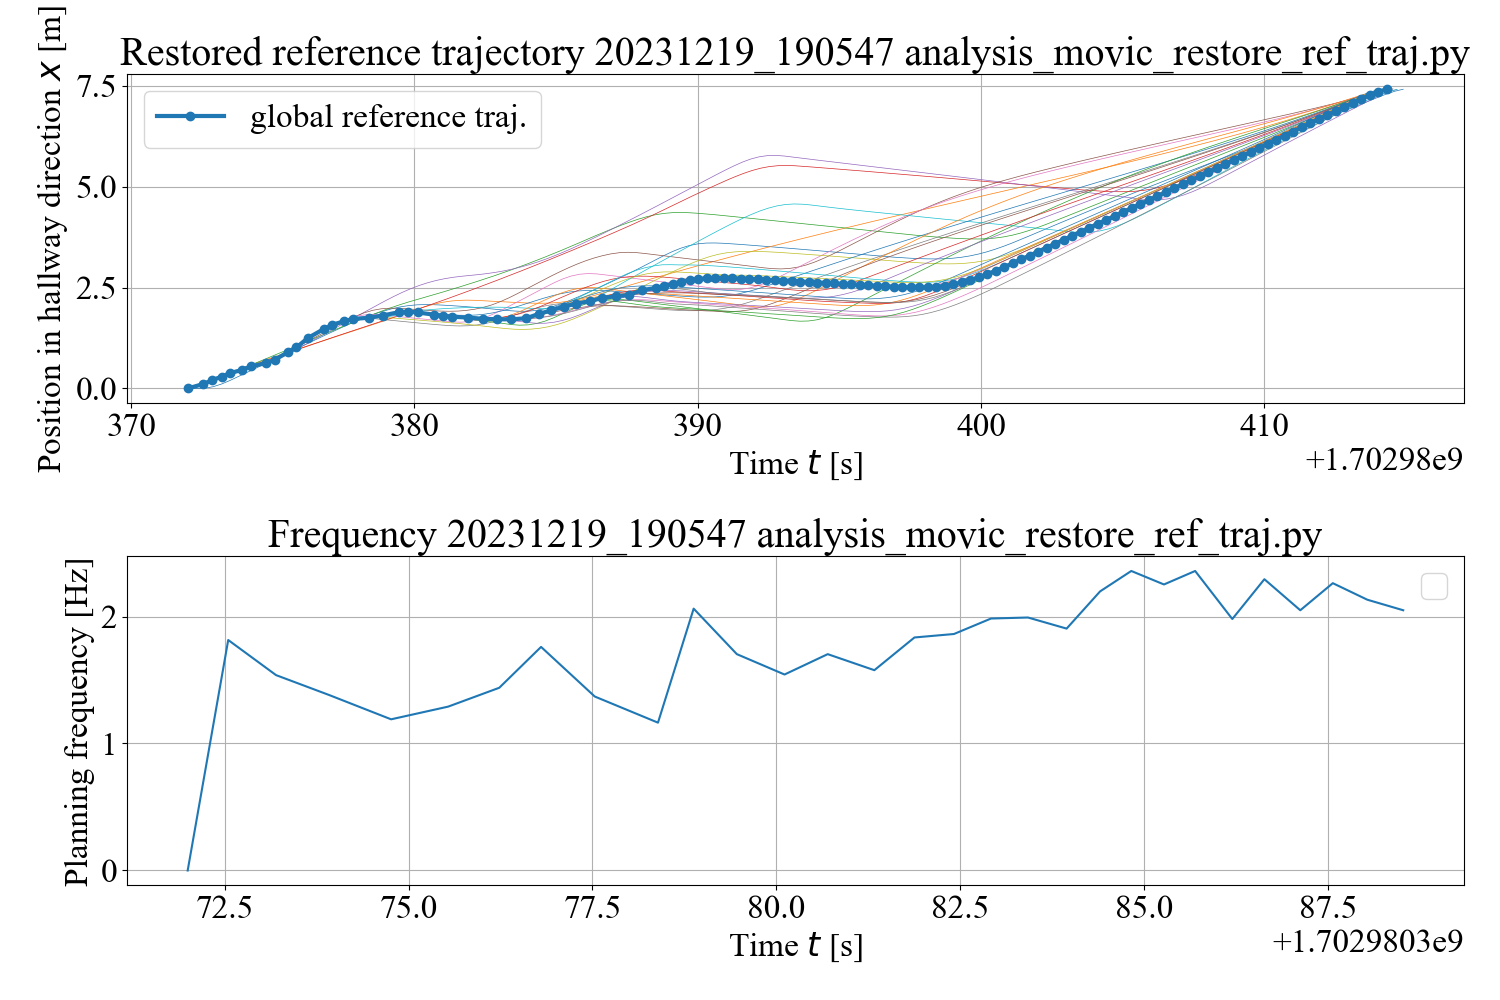 Restored reference trajectory 20231219_190547 analysis_movic_restore_ref_traj.py
Position in hallway direction x [m]
7.5
5.0
2.5
0.0
global reference traj.
370 380 390 400 410
Time t [s]
+1.70298e9
Frequency 20231219_190547 analysis_movic_restore_ref_traj.py
Planning frequency [Hz]
2
1
0
72.5 75.0 77.5 80.0 82.5 85.0 87.5
Time t [s]
+1.7029803e9